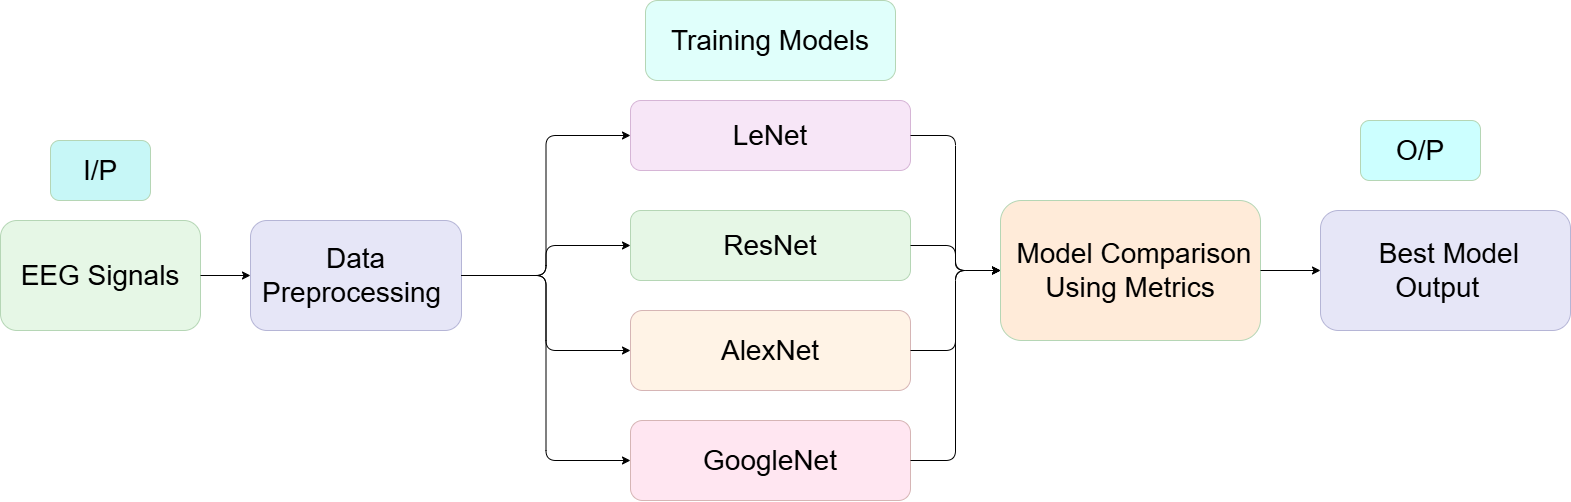 Training Models
I/P
EEG Signals
Data
Preprocessing
LeNet
ResNet
AlexNet
GoogleNet
Model Comparison
Using Metrics
O/P
Best Model
Output